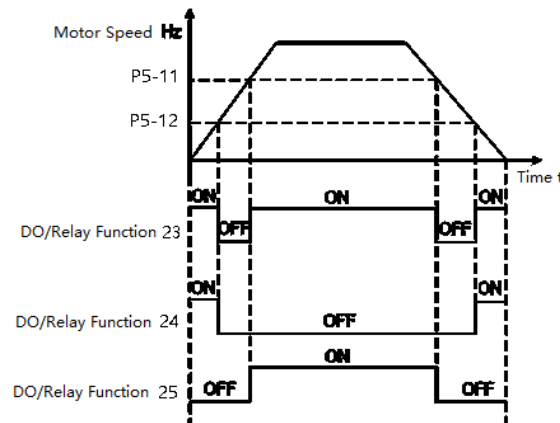 Motor Speed Hz
P5-11
P5-12
Time t
ON ON ON
DO/Relay Function 23 OFF OFF
ON ON
DO/Relay Function 24 OFF
ON
DO/Relay Function 25 OFF OFF